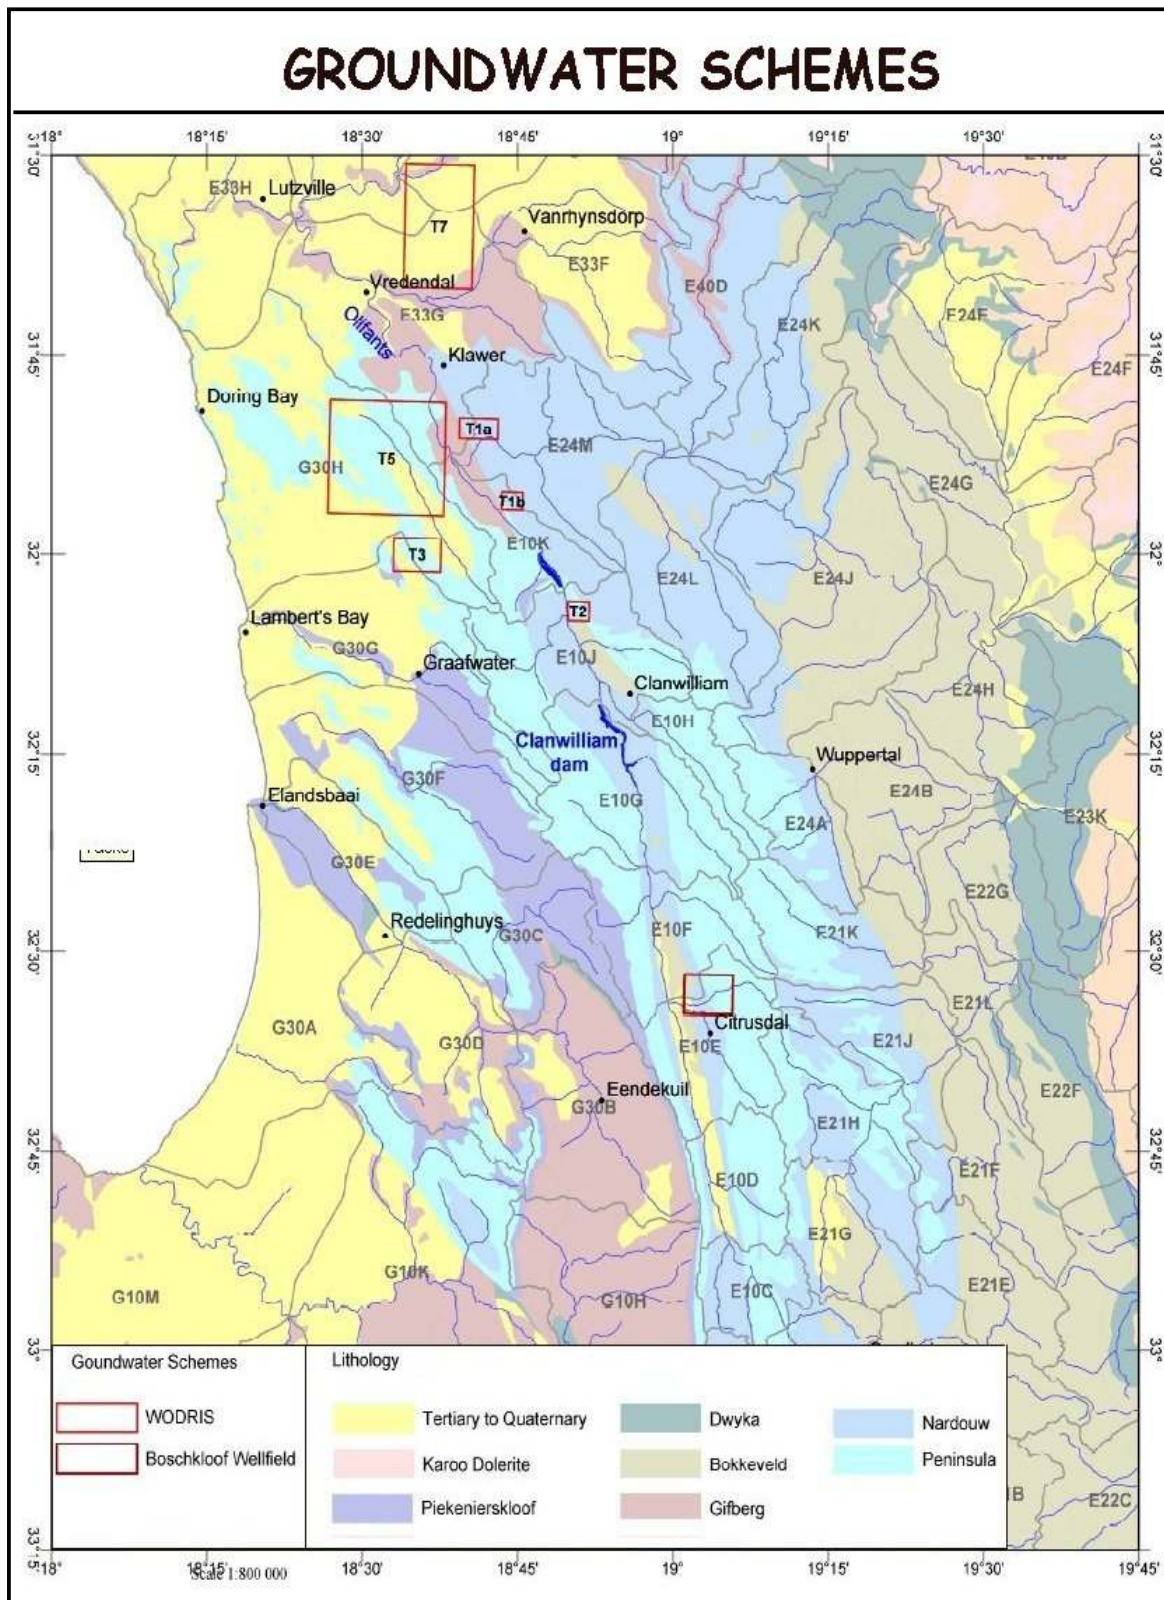 GROUNDWATER SCHEMES
18°
18°15'
18°30'
18°45'
19°
19°15'
19°30'
19°45'
31°30'
31°30'
E33H
Lutzville
T7
Vanrhynsdorp
E33F
E40D
Vredendal
E33G
E24K
E24E
Olifants
31°45'
Klawer
31°45'
E24F
Doring Bay
T1a
E24M
T5
G30H
E24G
T1b
E10K
32°
T3
32°
E24L
E24J
T2
Lambert's Bay
G30G
E10J
Graafwater
Clanwilliam
E24H
E10H
Clanwilliam
dam
32°15'
Wuppertal
32°15'
G30F
E10G
E24B
Elandsbaai
E24A
E23K
G30E
E22G
Redelinghuys
G30C
E10F
E21K
32°30'
32°30'
E21L
G30A
Citrusdal
G30D
E10E
E21J
Eendekuil
G30B
E22F
E21H
32°45'
32°45'
E21F
E10D
E21G
G10K
G10M
G10H
E10C
E21E
33°
33°
Goundwater Schemes
WODRIS
Boschkloof Wellfield
Lithology
Tertiary to Quaternary
Karoo Dolerite
Piekenierskloof
Dwyka
Bokkeveld
Gifberg
Nardouw
Peninsula
E22C
33°15'
33°15'
18°
18°15'
18°30'
18°45'
19°
19°15'
19°30'
19°45'
Scale 1:800 000